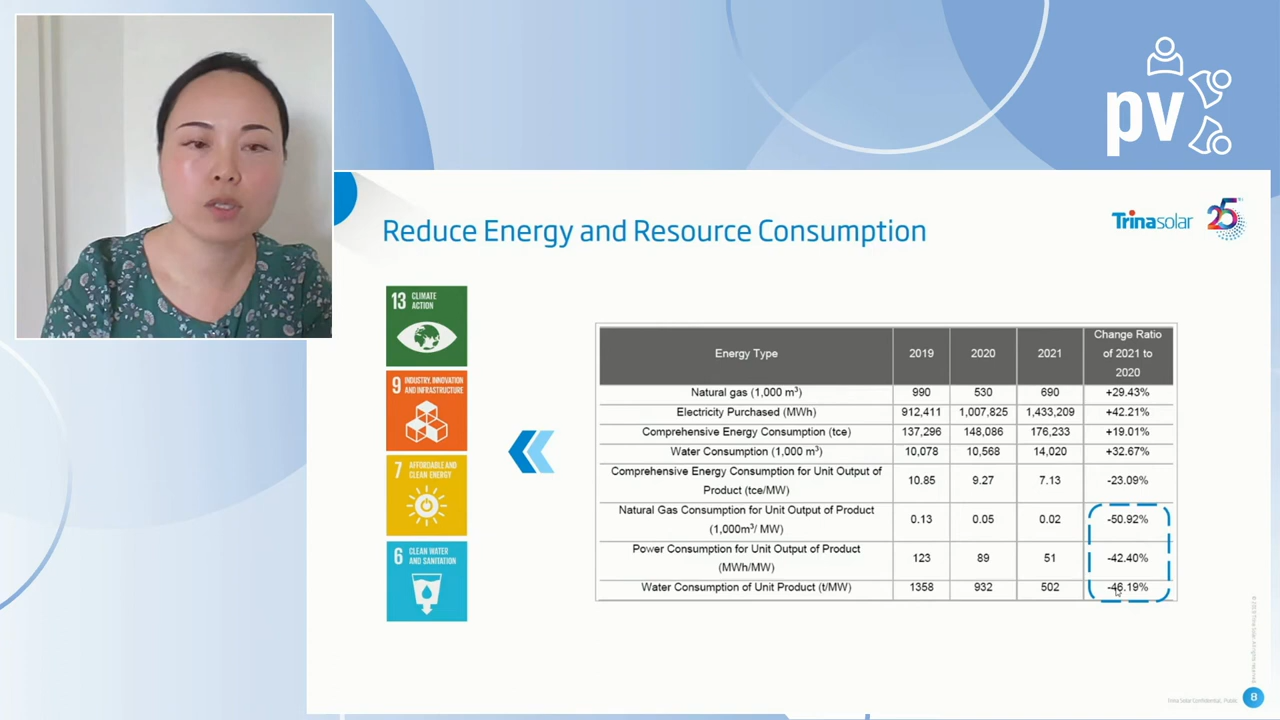 pv
Reduce Energy and Resource Consumption
Trinasolar
25
13 CLIMATE
ACTION
9 INDUSTRY, INNOVATION
AND INFRASTRUCTURE
7 AFFORDABLE AND
CLEAN ENERGY
6 CLEAN WATER
AND SANITATION
Energy Type 2019 2020 2021 Change Ratio
of 2021 to
2020
Natural gas (1,000 m³) 990 530 690 +29.43%
Electricity Purchased (MWh) 912,411 1,007,825 1,433,209 +42.21%
Comprehensive Energy Consumption (tce) 137,296 148,086 176,233 +19.01%
Water Consumption (1,000 m³) 10,078 10,568 14,020 +32.67%
Comprehensive Energy Consumption for Unit Output of
Product (tce/MW) 10.85 9.27 7.13 -23.09%
Natural Gas Consumption for Unit Output of Product
(1,000m³/ MW) 0.13 0.05 0.02 -50.92%
Power Consumption for Unit Output of Product
(MWh/MW) 123 89 51 -42.40%
Water Consumption of Unit Product (t/MW) 1358 932 502 -46.19%
Trina Solar Confidential, Public
8